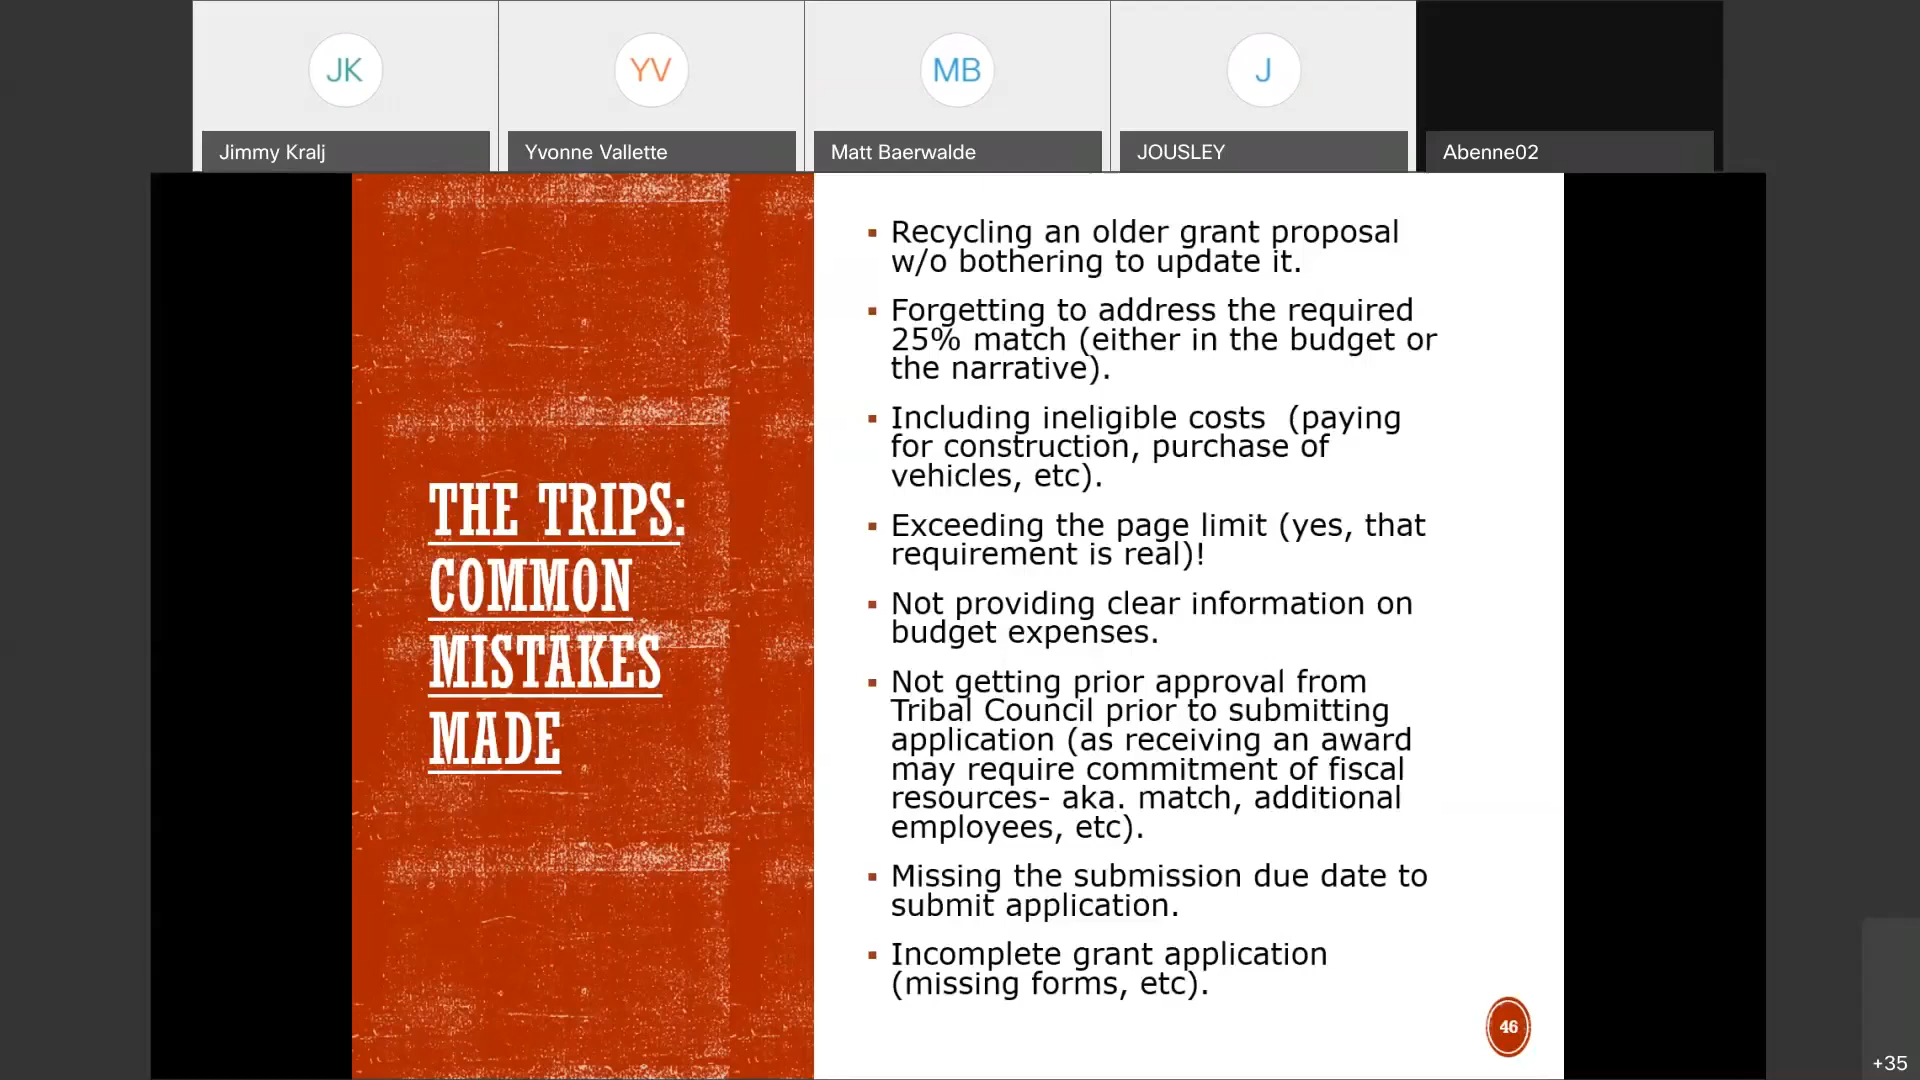 JK
YV
MB
J
Jimmy Kralj
Yvonne Vallette
Matt Baerwalde
JOUSLEY
Abenne02
THE TRIPS:
COMMON
MISTAKES
MADE
▪ Recycling an older grant proposal
w/o bothering to update it.
▪ Forgetting to address the required
25% match (either in the budget or
the narrative).
▪ Including ineligible costs  (paying
for construction, purchase of
vehicles, etc).
▪ Exceeding the page limit (yes, that
requirement is real)!
▪ Not providing clear information on
budget expenses.
▪ Not getting prior approval from
Tribal Council prior to submitting
application (as receiving an award
may require commitment of fiscal
resources- aka. match, additional
employees, etc).
▪ Missing the submission due date to
submit application.
▪ Incomplete grant application
(missing forms, etc).
46
+35